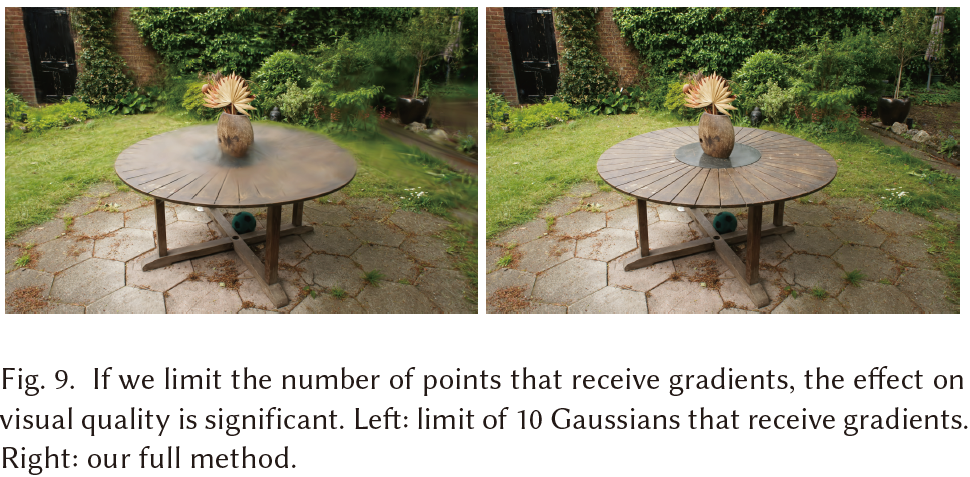 Fig. 9. If we limit the number of points that receive gradients, the effect on
visual quality is significant. Left: limit of 10 Gaussians that receive gradients.
Right: our full method.